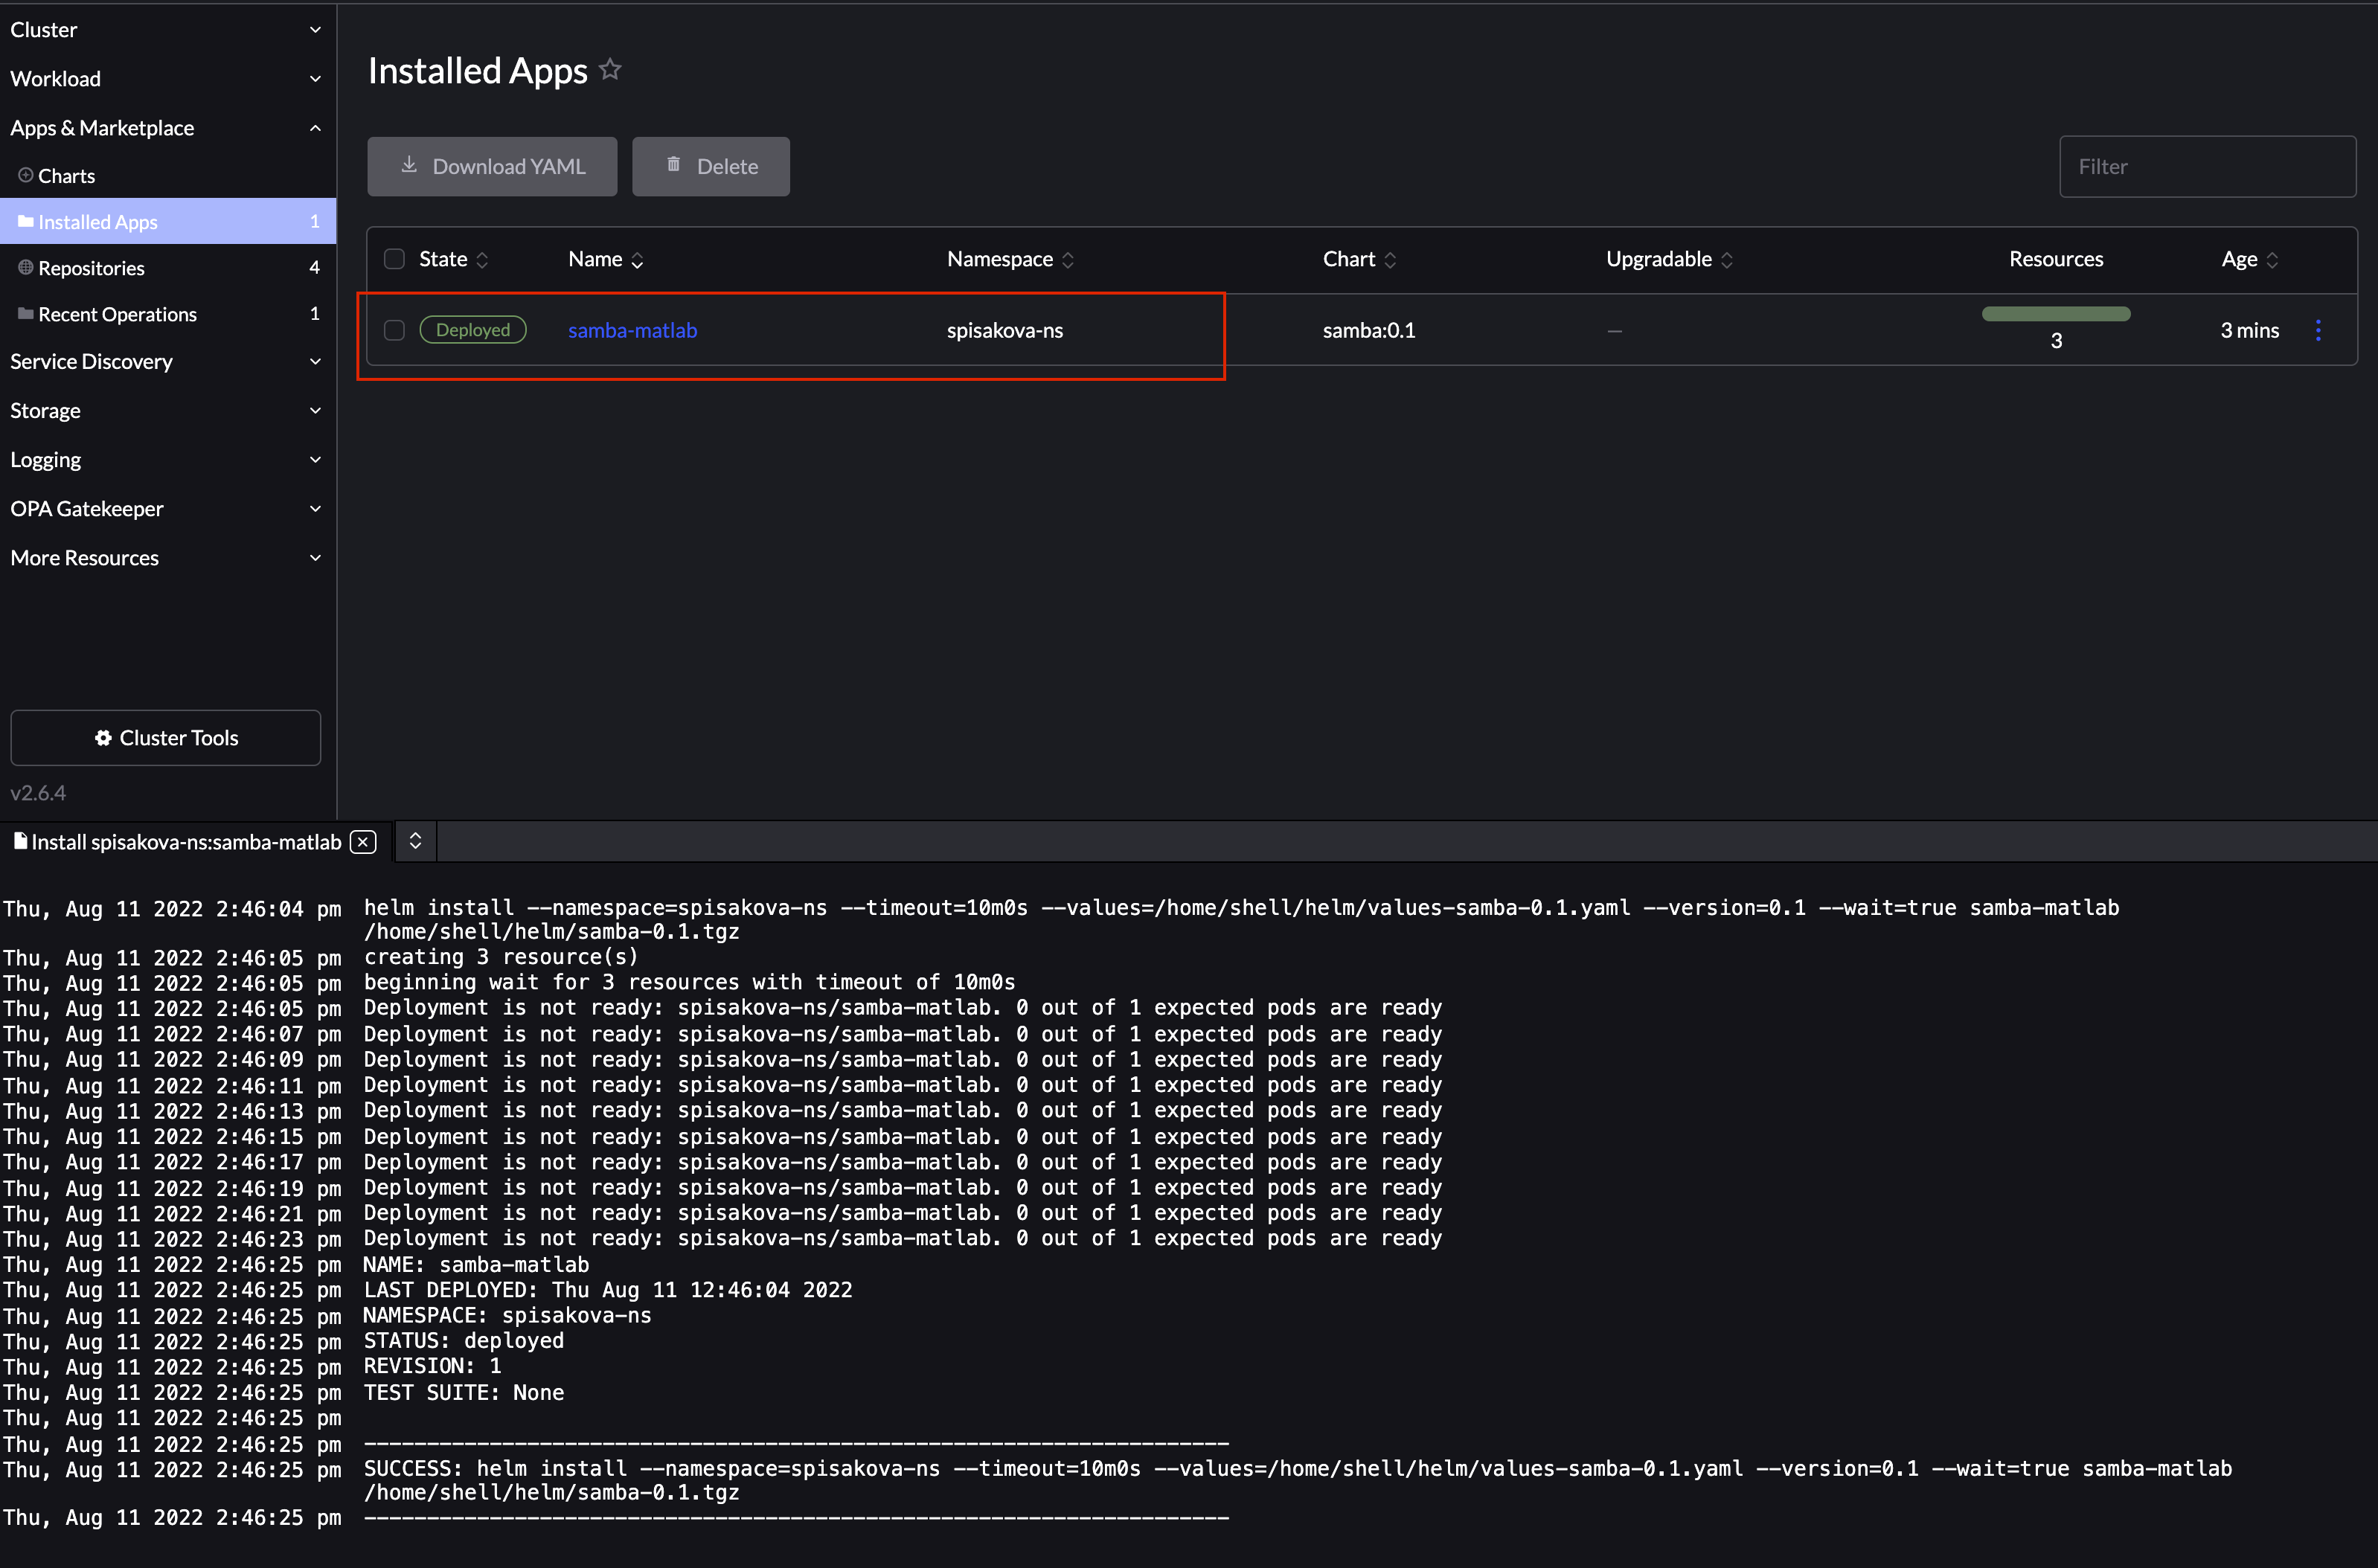 Cluster
Workload
Apps & Marketplace
Charts
Installed Apps 1
Repositories 4
Recent Operations 1
Service Discovery
Storage
Logging
OPA Gatekeeper
More Resources
Cluster Tools
v2.6.4
Installed Apps
Download YAML Delete Filter
State Name Namespace Chart Upgradable Resources Age
Deployed samba-matlab spisakova-ns samba:0.1 — 3 3 mins
Install spisakova-ns:samba-matlab
Thu, Aug 11 2022 2:46:04 pm helm install --namespace=spisakova-ns --timeout=10m0s --values=/home/shell/helm/values-samba-0.1.yaml --version=0.1 --wait=true samba-matlab
/home/shell/helm/samba-0.1.tgz
Thu, Aug 11 2022 2:46:05 pm creating 3 resource(s)
Thu, Aug 11 2022 2:46:05 pm beginning wait for 3 resources with timeout of 10m0s
Thu, Aug 11 2022 2:46:05 pm Deployment is not ready: spisakova-ns/samba-matlab. 0 out of 1 expected pods are ready
Thu, Aug 11 2022 2:46:07 pm Deployment is not ready: spisakova-ns/samba-matlab. 0 out of 1 expected pods are ready
Thu, Aug 11 2022 2:46:09 pm Deployment is not ready: spisakova-ns/samba-matlab. 0 out of 1 expected pods are ready
Thu, Aug 11 2022 2:46:11 pm Deployment is not ready: spisakova-ns/samba-matlab. 0 out of 1 expected pods are ready
Thu, Aug 11 2022 2:46:13 pm Deployment is not ready: spisakova-ns/samba-matlab. 0 out of 1 expected pods are ready
Thu, Aug 11 2022 2:46:15 pm Deployment is not ready: spisakova-ns/samba-matlab. 0 out of 1 expected pods are ready
Thu, Aug 11 2022 2:46:17 pm Deployment is not ready: spisakova-ns/samba-matlab. 0 out of 1 expected pods are ready
Thu, Aug 11 2022 2:46:19 pm Deployment is not ready: spisakova-ns/samba-matlab. 0 out of 1 expected pods are ready
Thu, Aug 11 2022 2:46:21 pm Deployment is not ready: spisakova-ns/samba-matlab. 0 out of 1 expected pods are ready
Thu, Aug 11 2022 2:46:23 pm Deployment is not ready: spisakova-ns/samba-matlab. 0 out of 1 expected pods are ready
Thu, Aug 11 2022 2:46:25 pm NAME: samba-matlab
Thu, Aug 11 2022 2:46:25 pm LAST DEPLOYED: Thu Aug 11 12:46:04 2022
Thu, Aug 11 2022 2:46:25 pm NAMESPACE: spisakova-ns
Thu, Aug 11 2022 2:46:25 pm STATUS: deployed
Thu, Aug 11 2022 2:46:25 pm REVISION: 1
Thu, Aug 11 2022 2:46:25 pm TEST SUITE: None
Thu, Aug 11 2022 2:46:25 pm
Thu, Aug 11 2022 2:46:25 pm ---------------------------------------------------------------------
Thu, Aug 11 2022 2:46:25 pm SUCCESS: helm install --namespace=spisakova-ns --timeout=10m0s --values=/home/shell/helm/values-samba-0.1.yaml --version=0.1 --wait=true samba-matlab
/home/shell/helm/samba-0.1.tgz
Thu, Aug 11 2022 2:46:25 pm ---------------------------------------------------------------------